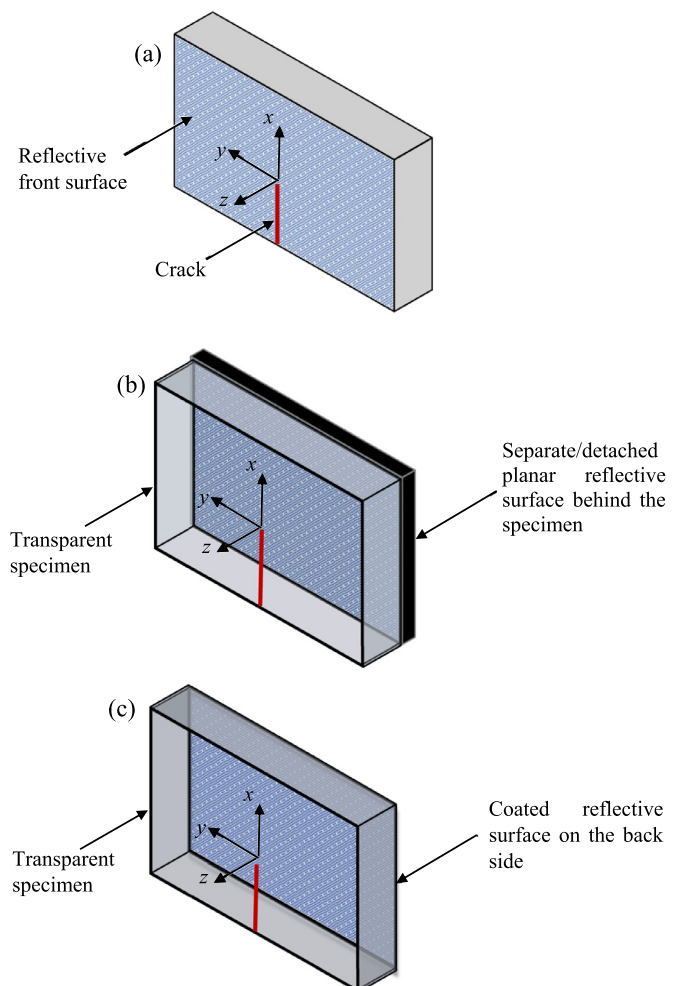 (a)
x
y
z
Reflective
front surface
Crack
(b)
x
y
z
Separate/detached
planar reflective
surface behind the
specimen
Transparent
specimen
(c)
x
y
z
Coated reflective
surface on the back
side
Transparent
specimen